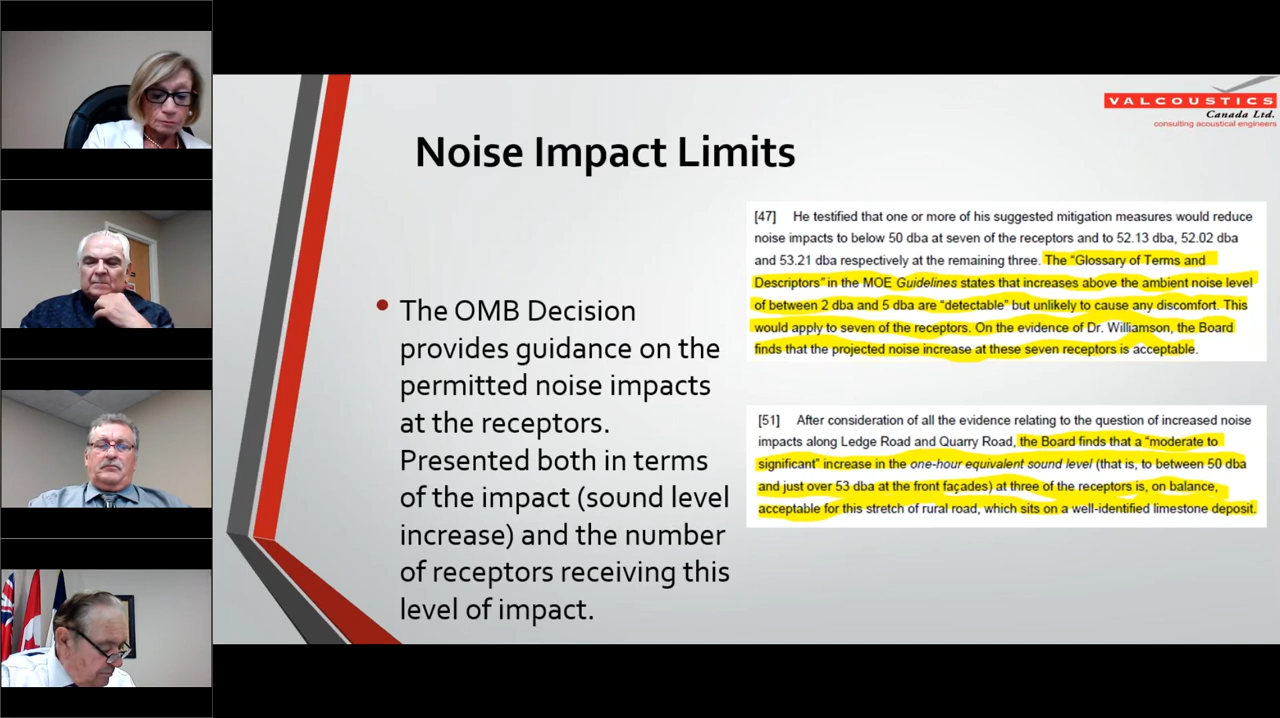 VALCOUSTICS
Canada Ltd.
consulting acoustical engineers
Noise Impact Limits
• The OMB Decision
provides guidance on the
permitted noise impacts
at the receptors.
Presented both in terms
of the impact (sound level
increase) and the number
of receptors receiving this
level of impact.
[47] He testified that one or more of his suggested mitigation measures would reduce
noise impacts to below 50 dba at seven of the receptors and to 52.13 dba, 52.02 dba
and 53.21 dba respectively at the remaining three. The "Glossary of Terms and
Descriptors" in the MOE Guidelines states that increases above the ambient noise level
of between 2 dba and 5 dba are "detectable" but unlikely to cause any discomfort. This
would apply to seven of the receptors. On the evidence of Dr. Williamson, the Board
finds that the projected noise increase at these seven receptors is acceptable.
[51] After consideration of all the evidence relating to the question of increased noise
impacts along Ledge Road and Quarry Road, the Board finds that a "moderate to
significant" increase in the one-hour equivalent sound level (that is, to between 50 dba
and just over 53 dba at the front façades) at three of the receptors is, on balance,
acceptable for this stretch of rural road, which sits on a well-identified limestone deposit.